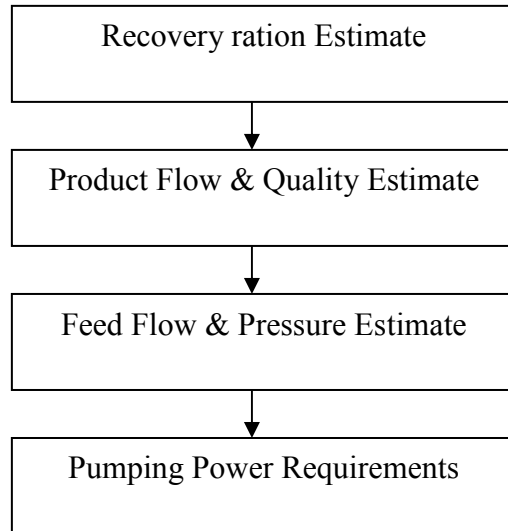 Recovery ration Estimate
Product Flow & Quality Estimate
Feed Flow & Pressure Estimate
Pumping Power Requirements